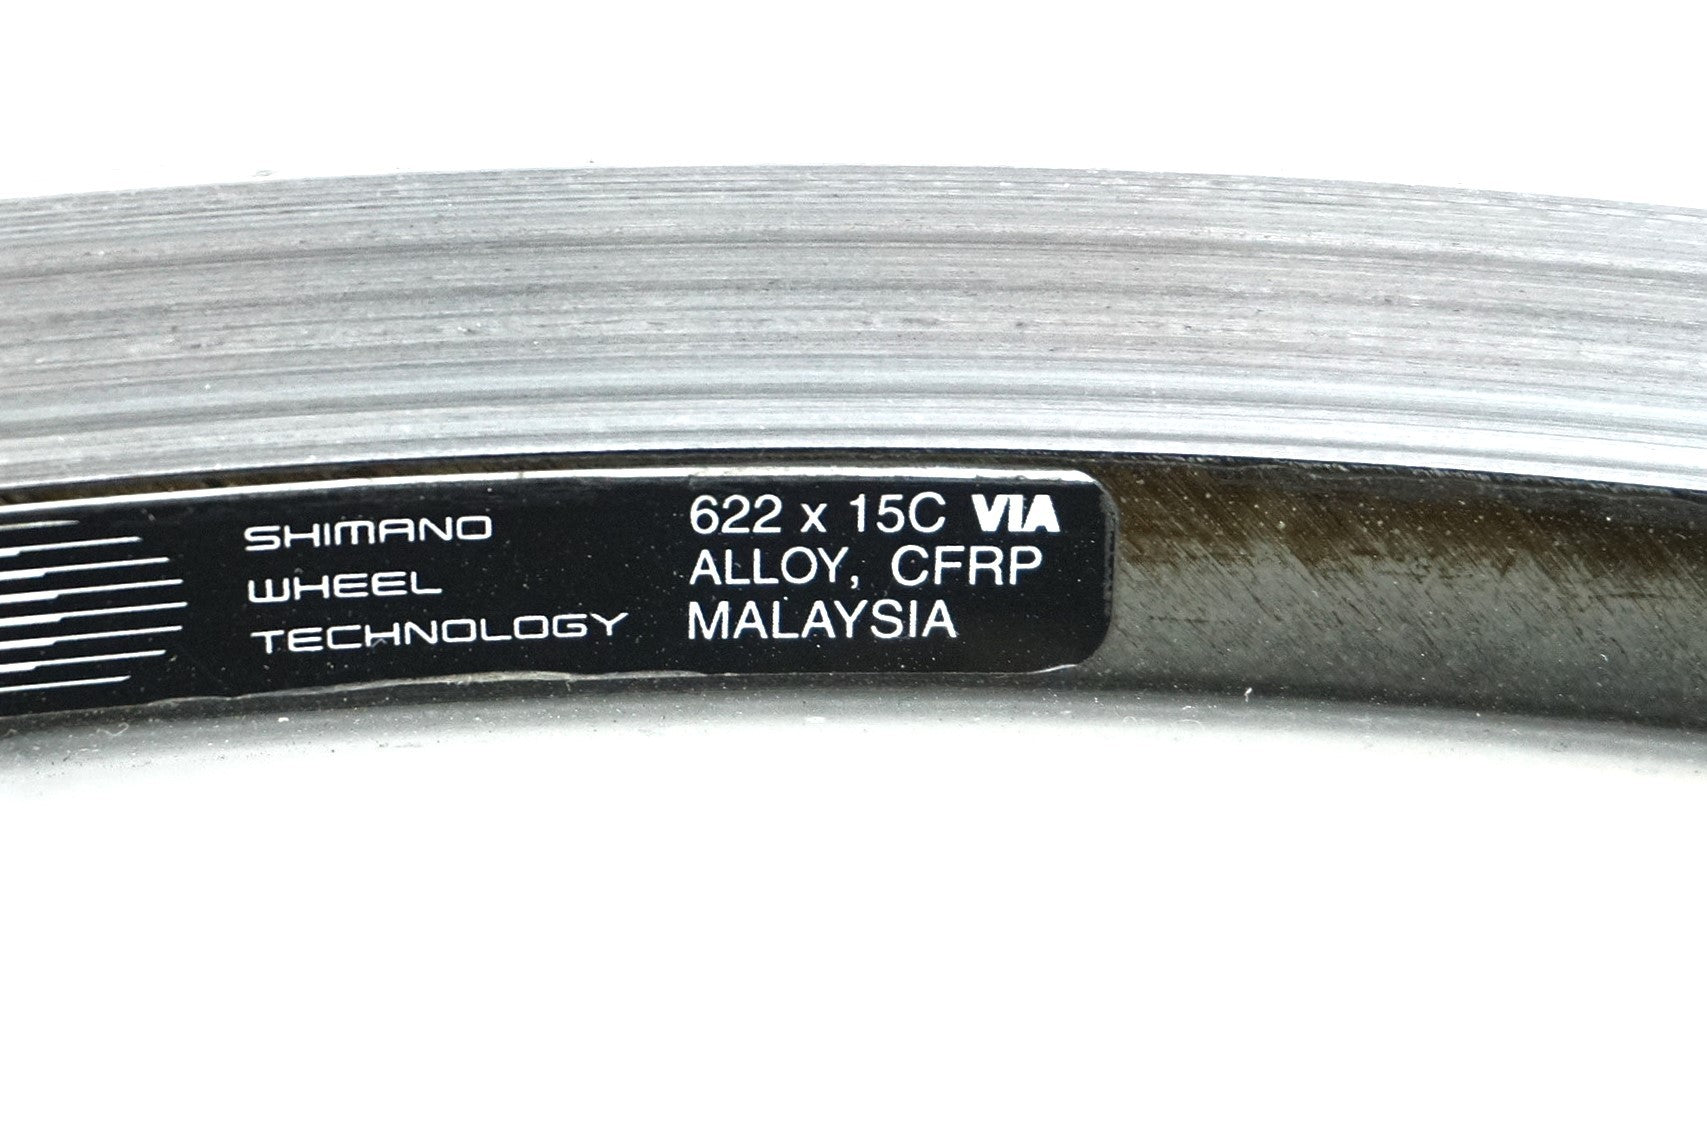 SHIMANO
WHEEL
TECHNOLOGY
622 x 15C VIA
ALLOY, CFRP
MALAYSIA